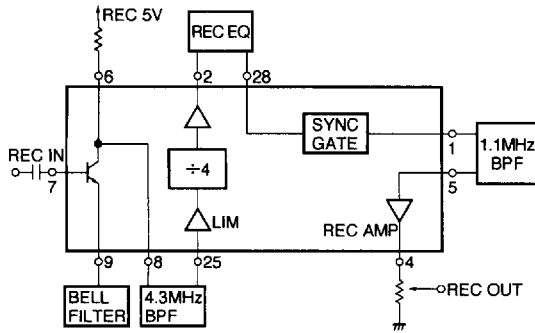 REC 5V
REC EQ
6
2
28
SYNC
GATE
1
1.1MHz
BPF
÷4
REC IN
7
5
LIM
REC AMP
9
8
25
4
BELL
FILTER
4.3MHz
BPF
REC OUT